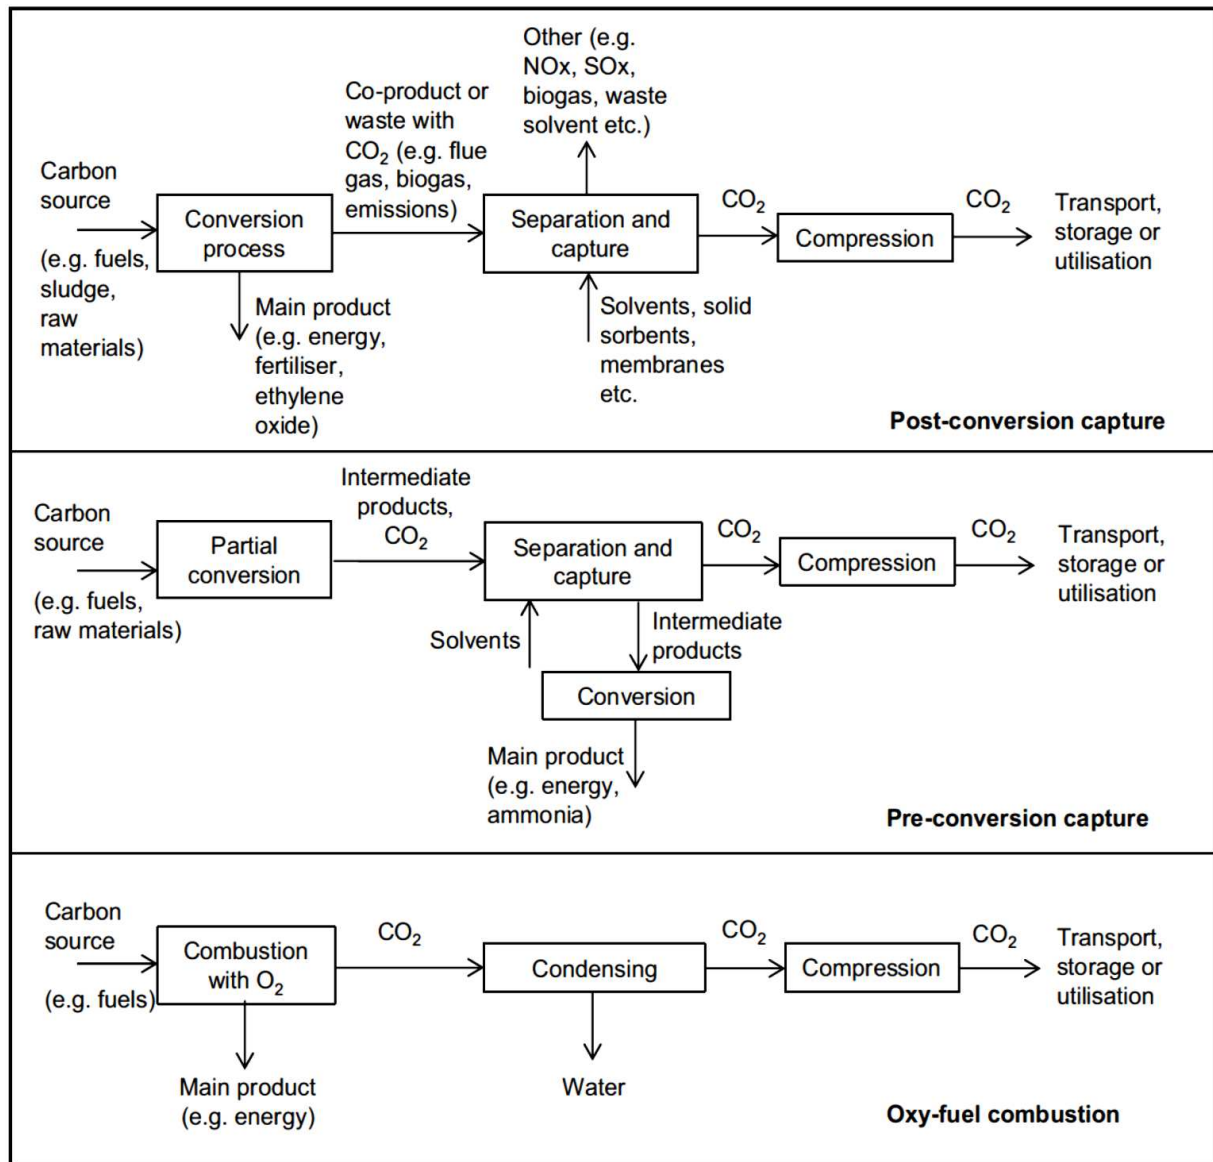 Other (e.g.
NOx, SOx,
biogas, waste
solvent etc.)
Co-product or
waste with
CO₂ (e.g. flue
gas, biogas,
emissions)
Carbon
source
(e.g. fuels,
sludge,
raw
materials)
Conversion
process
Main product
(e.g. energy,
fertiliser,
ethylene
oxide)
Separation and
capture
Solvents, solid
sorbents,
membranes
etc.
CO₂
Compression
CO₂
Transport,
storage or
utilisation
Post-conversion capture
Carbon
source
(e.g. fuels,
raw materials)
Partial
conversion
Intermediate
products,
CO₂
Separation and
capture
Solvents
Intermediate
products
Conversion
Main product
(e.g. energy,
ammonia)
CO₂
Compression
CO₂
Transport,
storage or
utilisation
Pre-conversion capture
Carbon
source
(e.g. fuels)
Combustion
with O₂
Main product
(e.g. energy)
CO₂
Condensing
Water
CO₂
Compression
CO₂
Transport,
storage or
utilisation
Oxy-fuel combustion